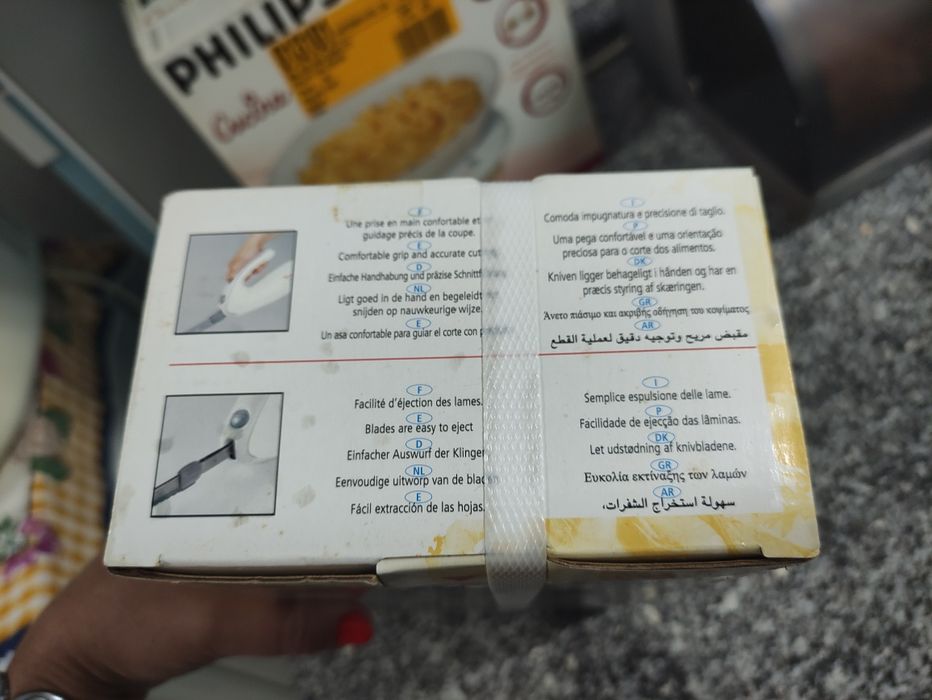 PHILIPS
Cucina
F
Une prise en main confortable et
guidage précis de la coupe.
E
Comfortable grip and accurate cut
D
Einfache Handhabung und präzise Schnittf
NL
Ligt goed in de hand en begeleidt
snijden op nauwkeurige wijze.
E
Un asa confortable para guiar el corte con
I
Comoda impugnatura e precisione di taglio.
P
Uma pega confortável e uma orientação
preciosa para o corte dos alimentos.
DK
Kniven ligger behageligt i hånden og har en
præcis styring af skæringen.
GR
Άνετο πιάσιμο και ακριβής οδήγηση του κοψίματος
AR
مقبض مريح وتوجيه دقيق لعملية القطع
F
Facilité d'éjection des lames.
E
Blades are easy to eject
D
Einfacher Auswurf der Klingen
NL
Eenvoudige uitworp van de blad
E
Fácil extracción de las hojas.
I
Semplice espulsione delle lame.
P
Facilidade de ejecção das lâminas.
DK
Let udstødning af knivbladene.
GR
Ευκολία εκτίναξης των λαμών
AR
سهولة استخراج الشفرات،